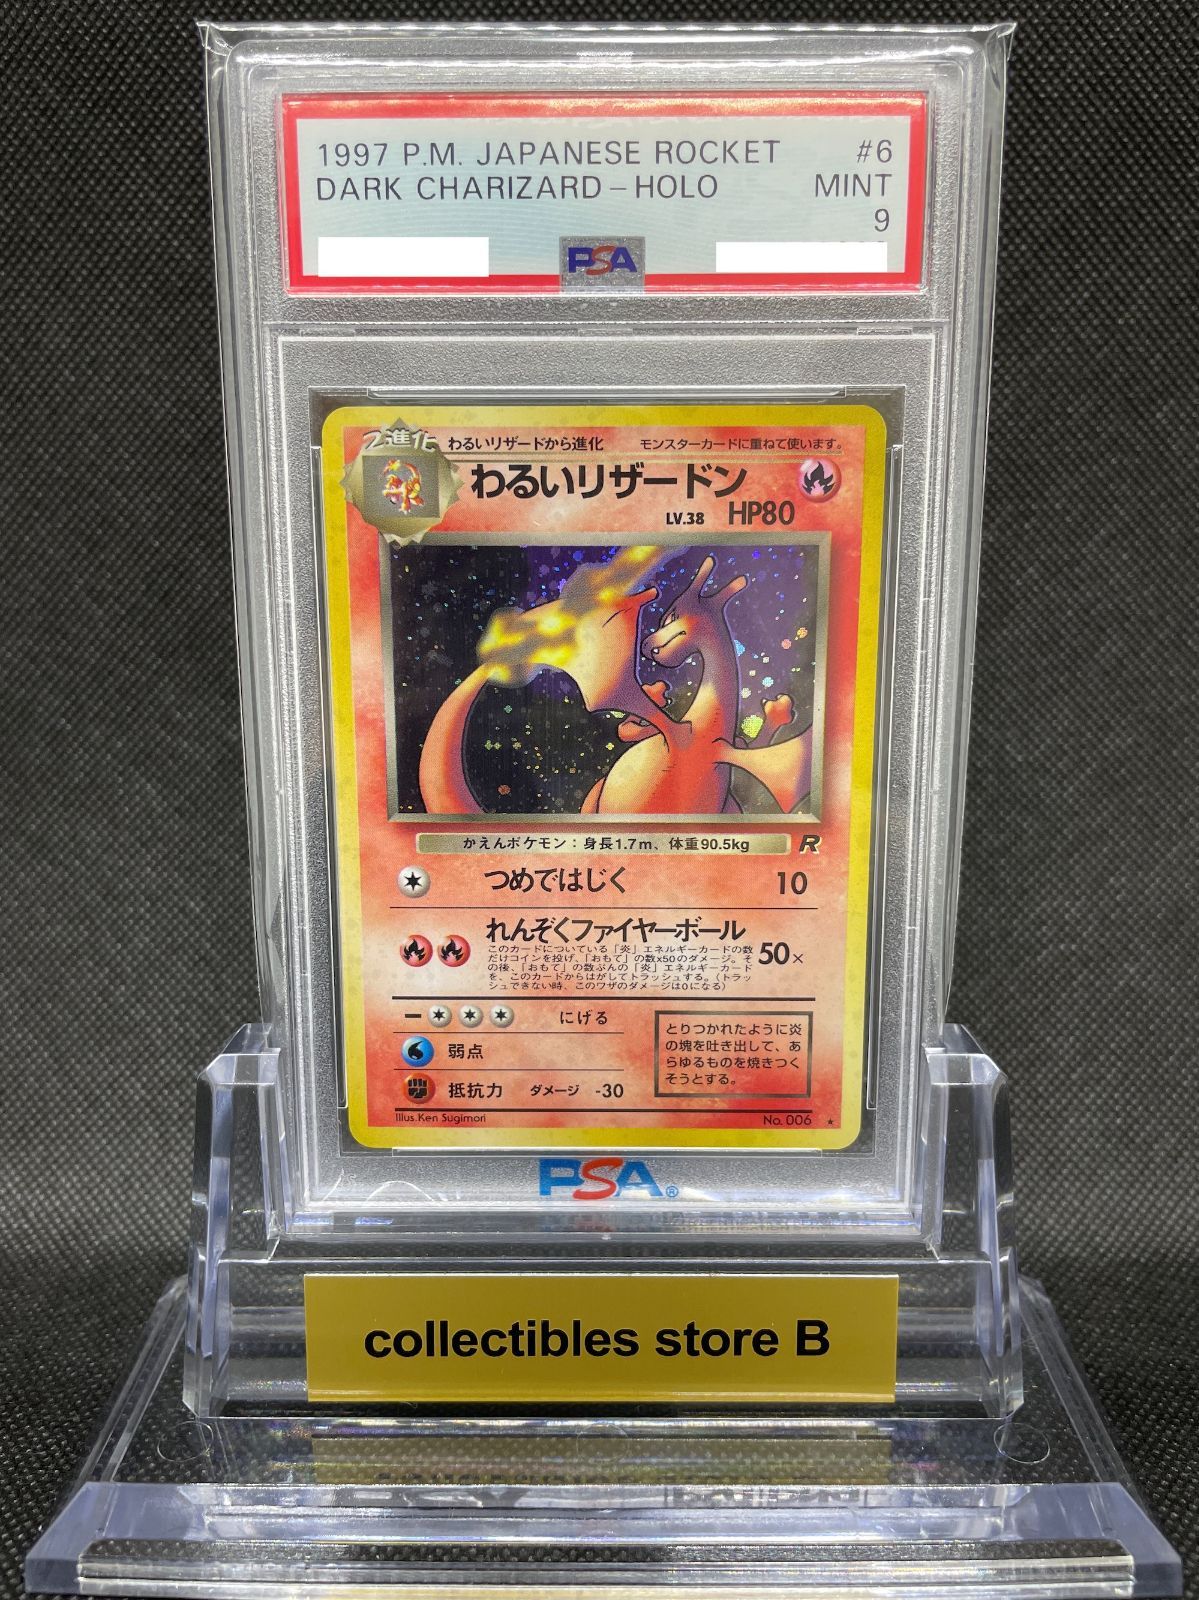 1997 P.M. JAPANESE ROCKET #6
DARK CHARIZARD - HOLO MINT
9
PSA
2進化 わるいリザードから進化 モンスターカードに重ねて使います。
わるいリザードン
LV.38 HP80
かえんポケモン：身長1.7m、体重90.5kg R
つめではじく 10
れんぞくファイヤーボール 50×
このカードについている「炎」エネルギーカードの数
だけコインを投げ、「おもて」の数×50のダメージ。そ
の後、「おもて」の数ぶんの「炎」エネルギーカード
を、このカードからはがしてトラッシュする。（トラッ
シュできない時、このワザのダメージは0になる）
にげる
弱点
抵抗力 ダメージ -30
とりつかれたように炎
の塊を吐き出して、あ
らゆるものを焼きつく
そうとする。
Illus. Ken Sugimori No. 006 ★
PSA®
collectibles store B